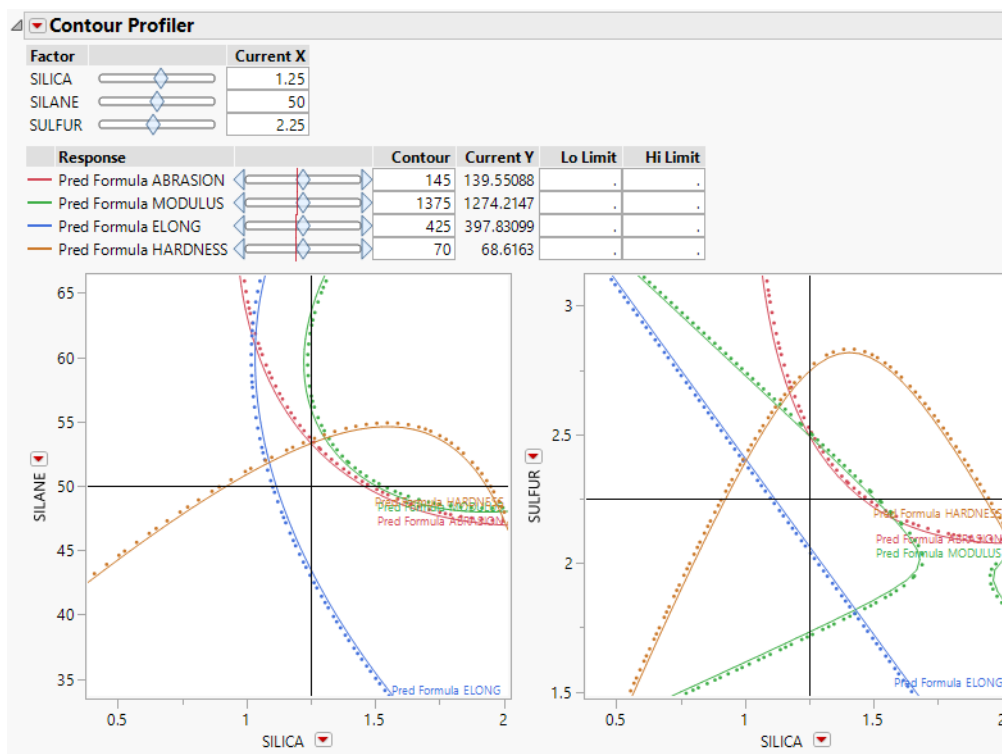 Contour Profiler
Factor Current X
SILICA 1.25
SILANE 50
SULFUR 2.25
Response Contour Current Y Lo Limit Hi Limit
Pred Formula ABRASION 145 139.55088 . .
Pred Formula MODULUS 1375 1274.2147 . .
Pred Formula ELONG 425 397.83099 . .
Pred Formula HARDNESS 70 68.6163 . .
65
60
55
50
45
40
35
SILANE
Pred Formula HARDNESS
Pred Formula MODULUS
Pred Formula ABRASION
Pred Formula ELONG
0.5 1 1.5 2
SILICA
3
2.5
2
1.5
SULFUR
Pred Formula HARDNESS
Pred Formula ABRASION
Pred Formula MODULUS
Pred Formula ELONG
0.5 1 1.5 2
SILICA